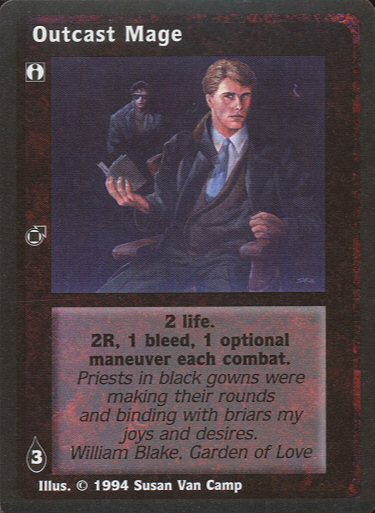 Outcast Mage
2 life.
2R, 1 bleed, 1 optional
maneuver each combat.
Priests in black gowns were
making their rounds
and binding with briars my
joys and desires.
William Blake, Garden of Love
3
Illus. © 1994 Susan Van Camp